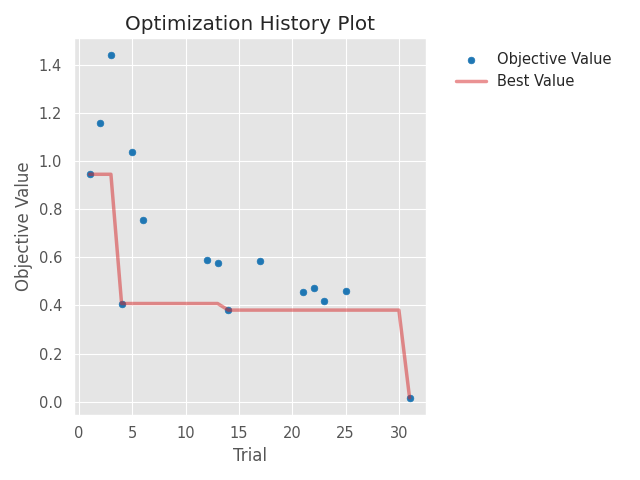 Optimization History Plot
Objective Value
Best Value
1.4
1.2
1.0
0.8
0.6
0.4
0.2
0.0
Objective Value
0 5 10 15 20 25 30
Trial